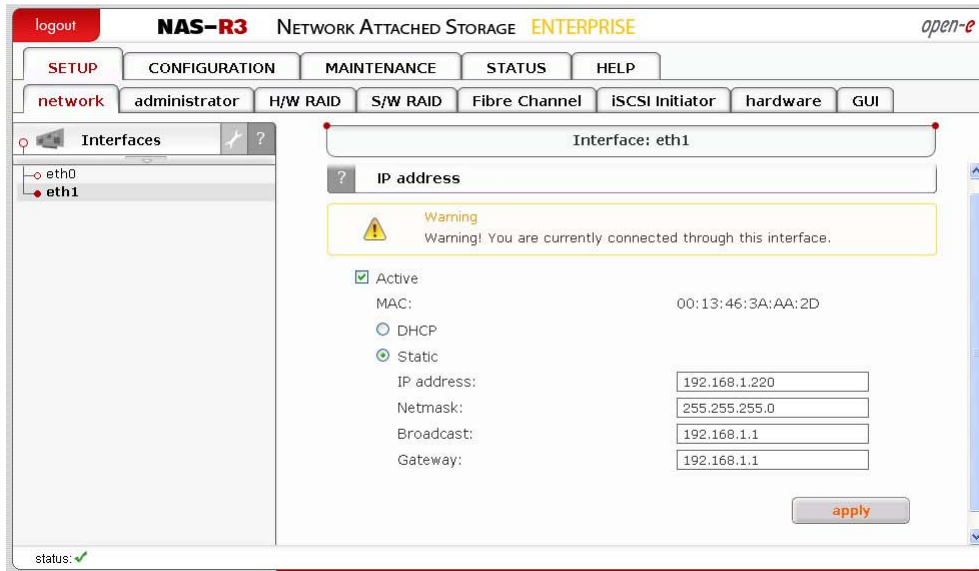 logout
NAS-R3 NETWORK ATTACHED STORAGE ENTERPRISE
open-e
SETUP CONFIGURATION MAINTENANCE STATUS HELP
network administrator H/W RAID S/W RAID Fibre Channel iSCSI Initiator hardware GUI
Interfaces ?
eth0
eth1
Interface: eth1
? IP address
Warning
Warning! You are currently connected through this interface.
Active
MAC: 00:13:46:3A:AA:2D
DHCP
Static
IP address: 192.168.1.220
Netmask: 255.255.255.0
Broadcast: 192.168.1.1
Gateway: 192.168.1.1
apply
status: